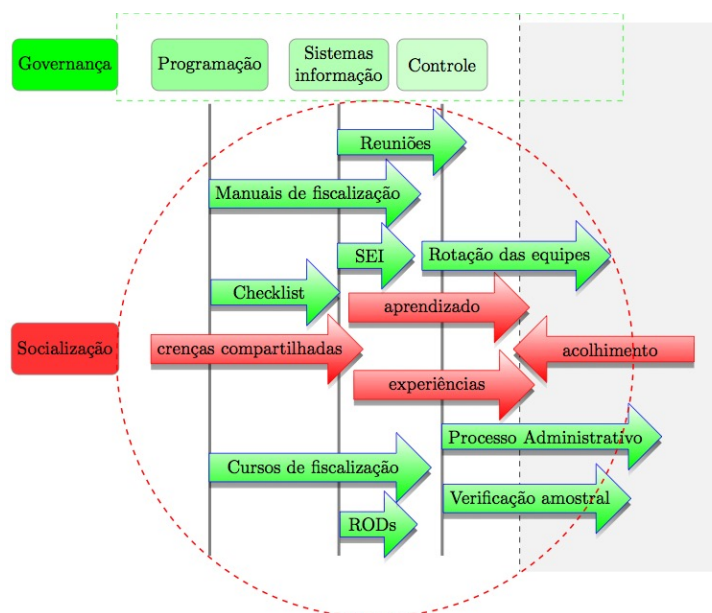 Governança
Programação
Sistemas
informação
Controle
Reuniões
Manuais de fiscalização
SEI
Rotação das equipes
Checklist
aprendizado
Socialização
crenças compartilhadas
acolhimento
experiências
Processo Administrativo
Cursos de fiscalização
Verificação amostral
RODs